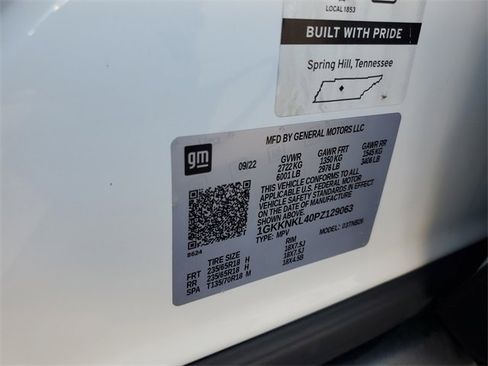 LOCAL 1853
BUILT WITH PRIDE
Spring Hill, Tennessee
gm
MFD BY GENERAL MOTORS LLC
09/22 GVWR GAWR FRT GAWR RR
2722 KG 1350 KG 1545 KG
6001 LB 2976 LB 3406 LB
THIS VEHICLE CONFORMS TO ALL
APPLICABLE U.S. FEDERAL MOTOR
VEHICLE SAFETY STANDARDS IN EFFECT
ON THE DATE OF MANUFACTURE
SHOWN ABOVE.
1GKKNKL40PZ129063
TYPE: MPV MODEL: 03TNB26
8624
TIRE SIZE RIM
FRT 235/65R18 H 18X7.5J
RR 235/65R18 H 18X7.5J
SPA T135/70R18 M 18X4.5B